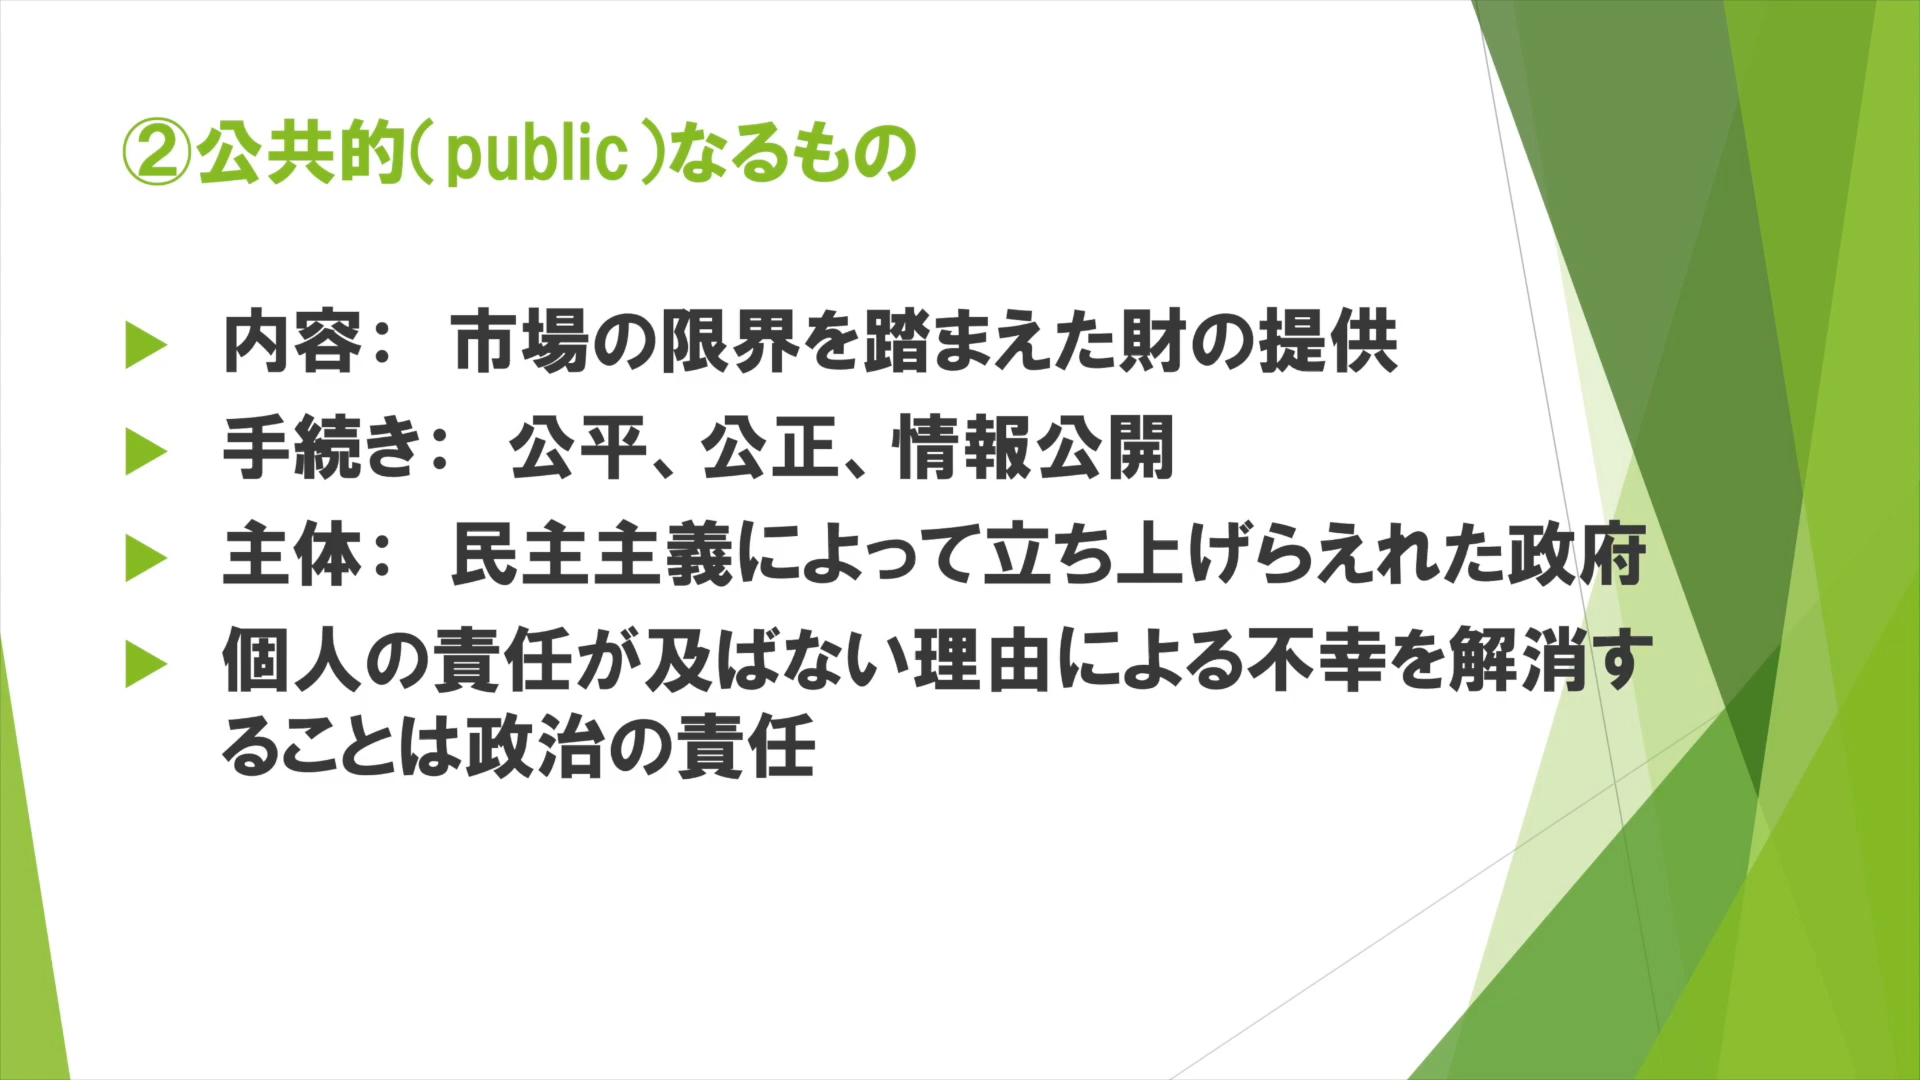 ②公共的（public）なるもの
▶ 内容： 市場の限界を踏まえた財の提供
▶ 手続き： 公平、公正、情報公開
▶ 主体： 民主主義によって立ち上げらえれた政府
▶ 個人の責任が及ばない理由による不幸を解消す
ることは政治の責任